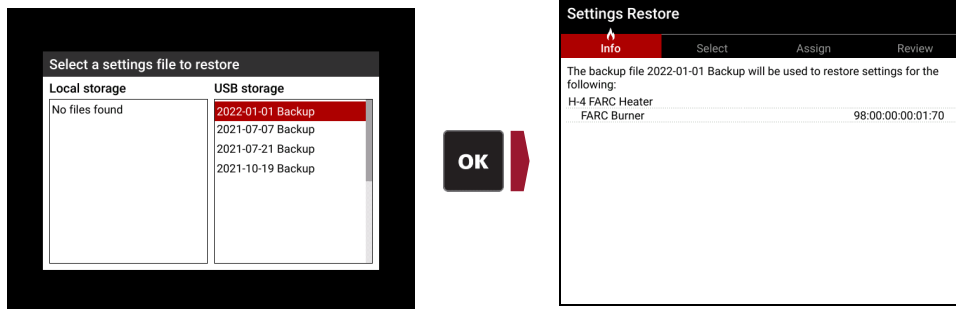 Select a settings file to restore
Local storage
No files found
USB storage
2022-01-01 Backup
2021-07-07 Backup
2021-07-21 Backup
2021-10-19 Backup
OK
Settings Restore
Info Select Assign Review
The backup file 2022-01-01 Backup will be used to restore settings for the
following:
H-4 FARC Heater
FARC Burner 98:00:00:00:01:70